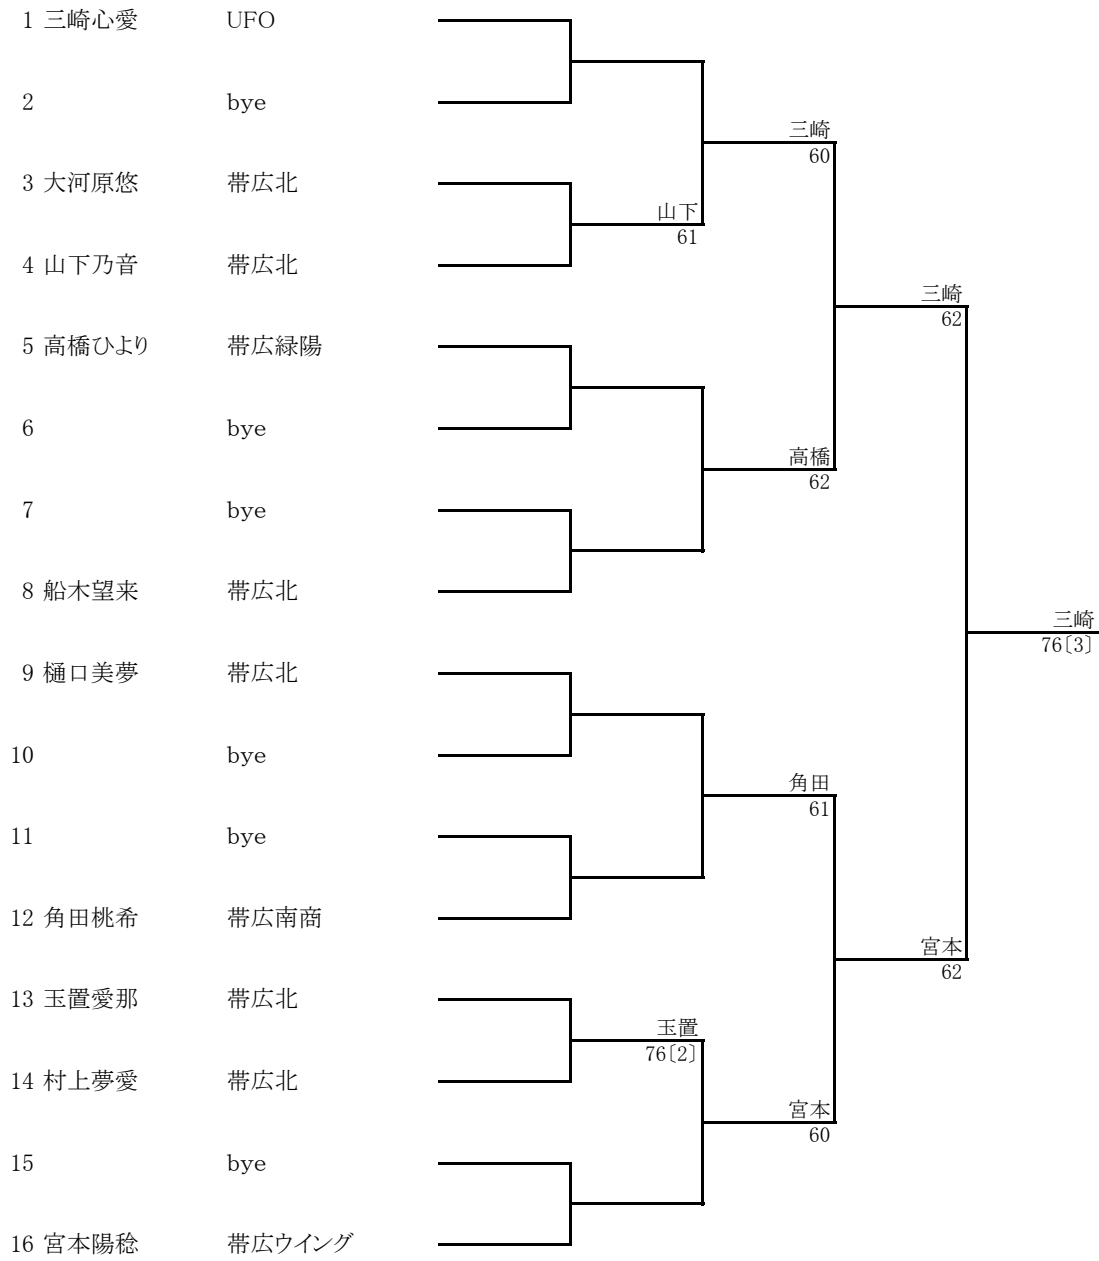 1 三崎心愛 UFO
2 bye
三崎
60
3 大河原悠 帯広北
山下
61
4 山下乃音 帯広北
三崎
62
5 高橋ひより 帯広緑陽
6 bye
高橋
62
7 bye
8 船木望来 帯広北
三崎
76〔3〕
9 樋口美夢 帯広北
10 bye
角田
61
11 bye
12 角田桃希 帯広南商
宮本
62
13 玉置愛那 帯広北
玉置
76〔2〕
14 村上夢愛 帯広北
宮本
60
15 bye
16 宮本陽稔 帯広ウイング